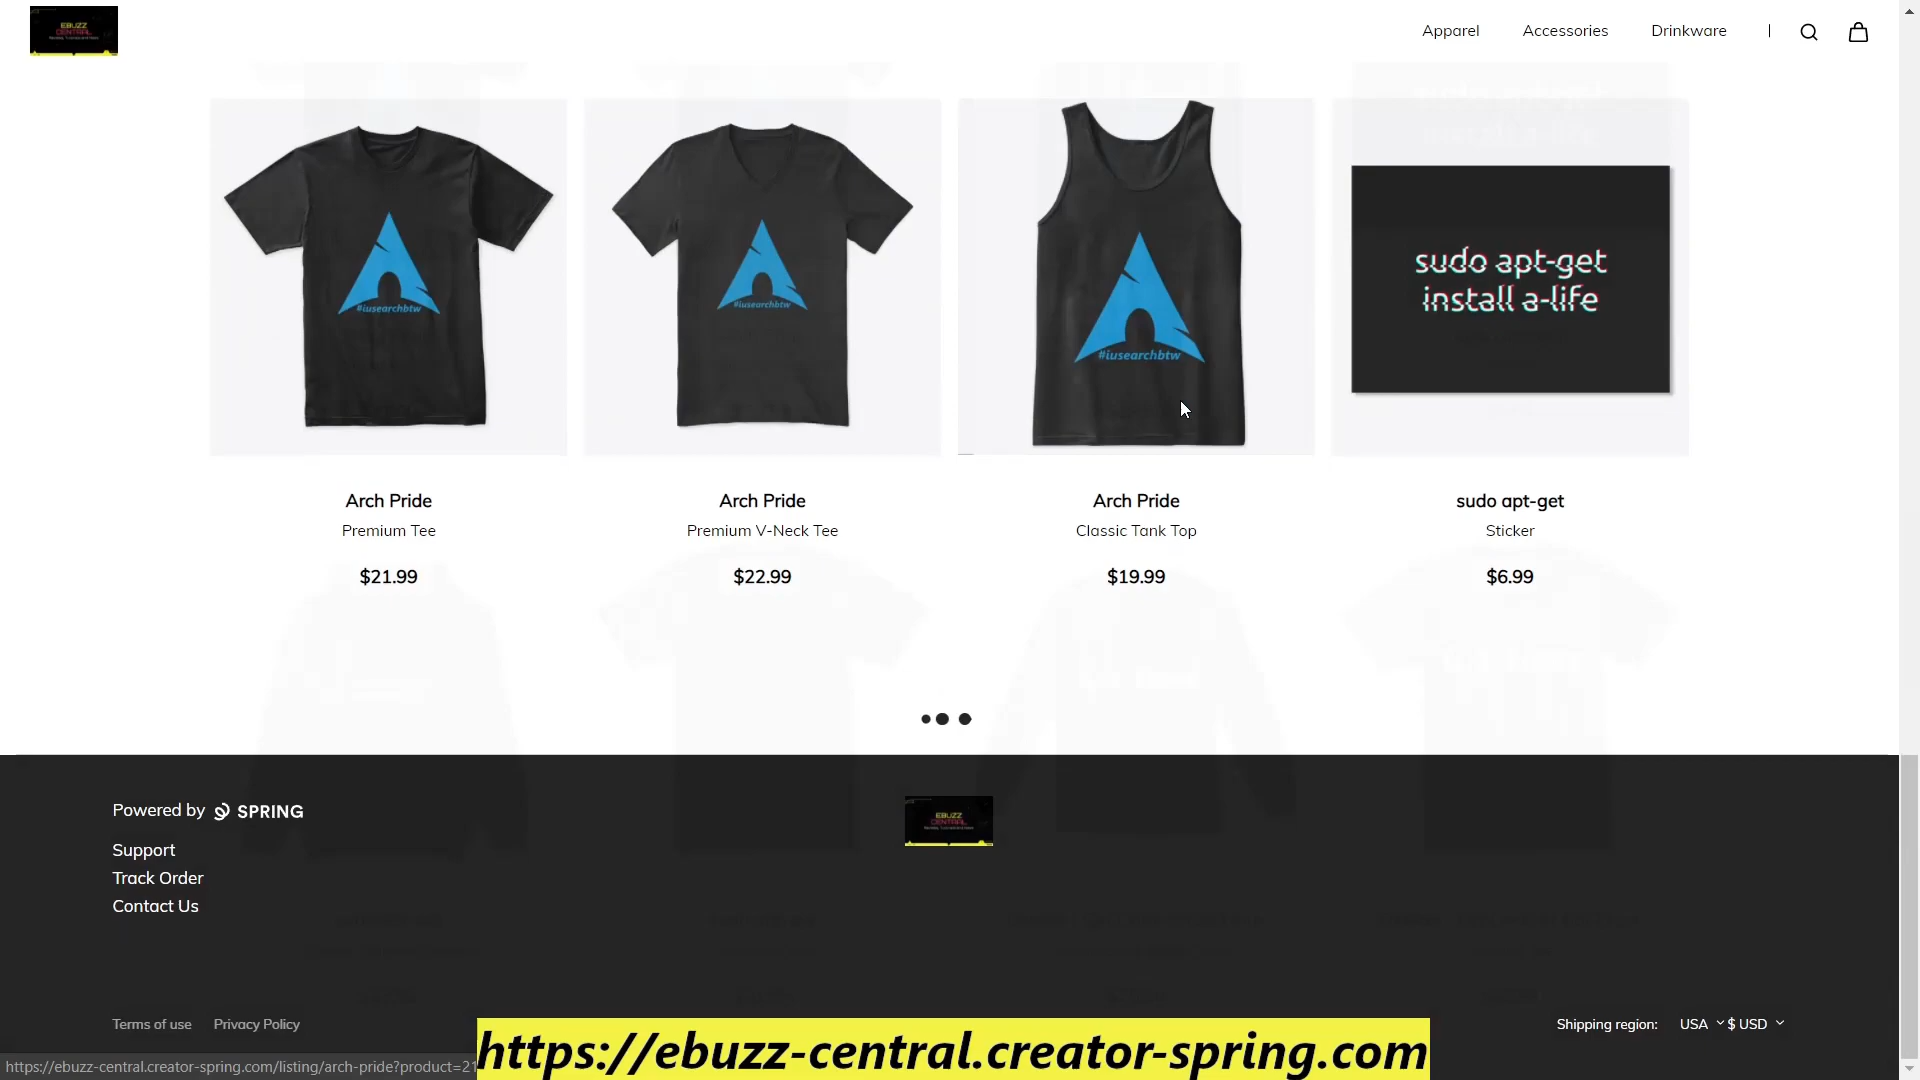 EBUZZ
CENTRAL
Apparel
Accessories
Drinkware
#iusearchbtw
#iusearchbtw
#iusearchbtw
sudo apt-get
install a-life
Arch Pride
Premium Tee
$21.99
Arch Pride
Premium V-Neck Tee
$22.99
Arch Pride
Classic Tank Top
$19.99
sudo apt-get
Sticker
$6.99
Powered by SPRING
Support
Track Order
Contact Us
EBUZZ
CENTRAL
Terms of use
Privacy Policy
Shipping region: USA $ USD
https://ebuzz-central.creator-spring.com/listing/arch-pride?product=21
https://ebuzz-central.creator-spring.com